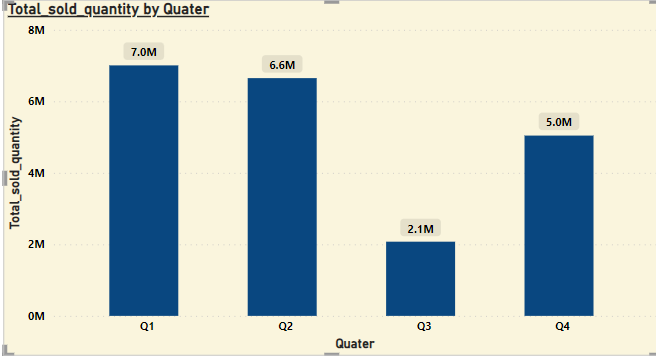 Total_sold_quantity by Quater
8M
6M
4M
2M
0M
Total_sold_quantity
7.0M
6.6M
2.1M
5.0M
Q1
Q2
Q3
Q4
Quater